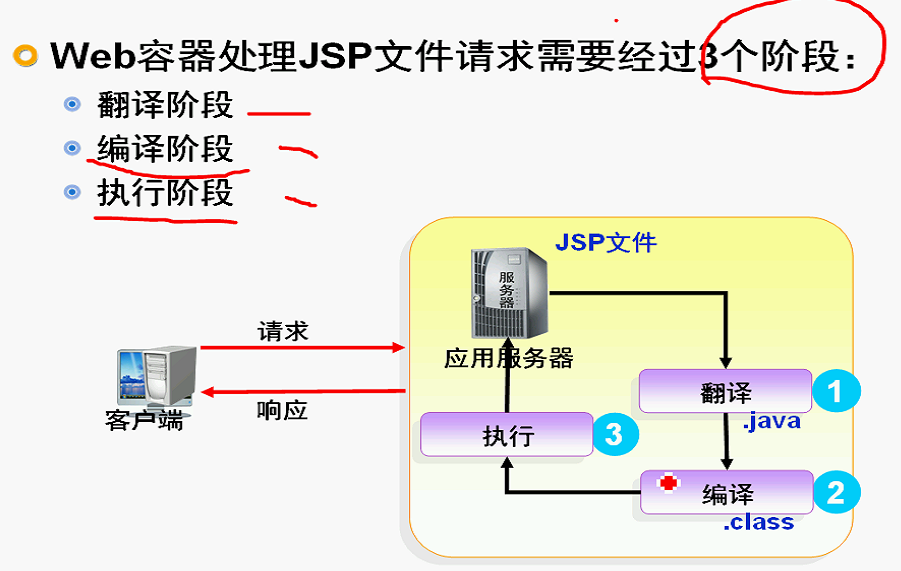 Web容器处理JSP文件请求需要经过3个阶段：
翻译阶段
编译阶段
执行阶段
JSP文件
服务器
请求
应用服务器
翻译
1
.java
响应
客户端
执行
3
编译
2
.class